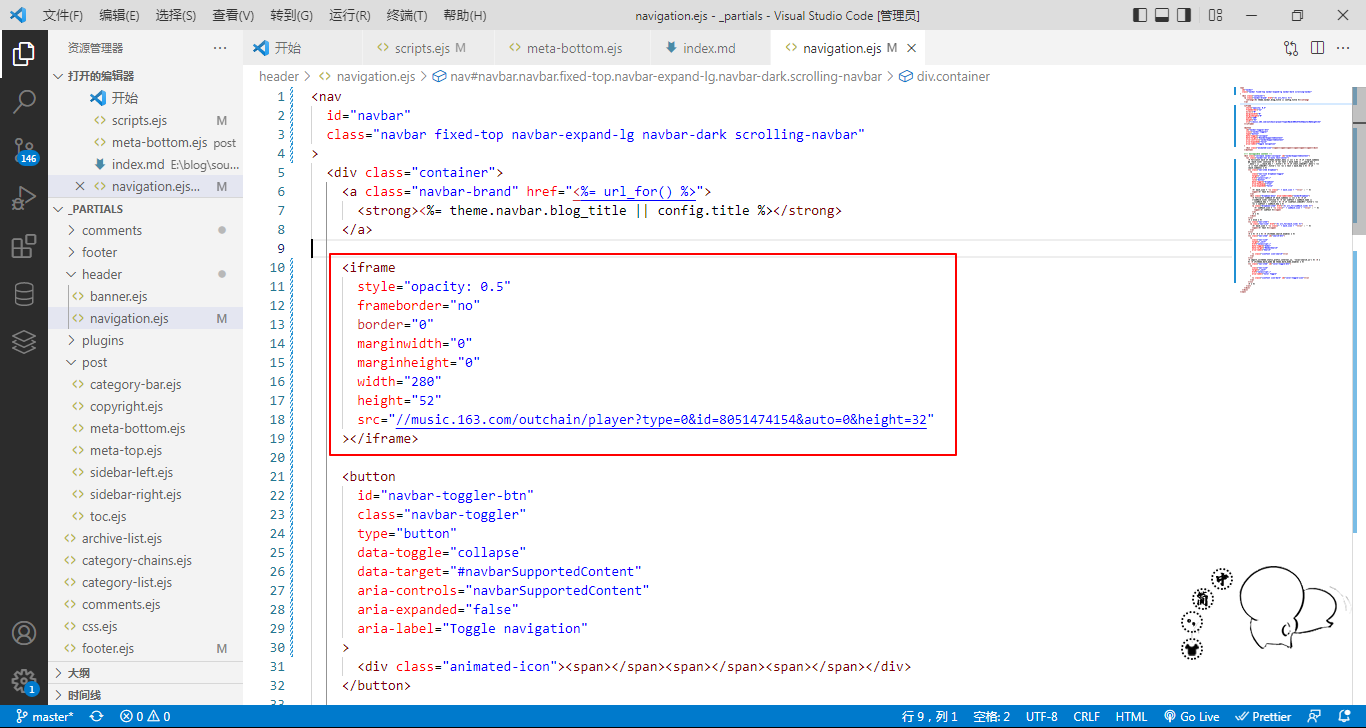 文件(F) 编辑(E) 选择(S) 查看(V) 转到(G) 运行(R) 终端(T) 帮助(H) navigation.ejs - _partials - Visual Studio Code [管理员]
资源管理器 ···
开始 scripts.ejs M meta-bottom.ejs index.md navigation.ejs M
打开的编辑器
开始
scripts.ejs M
meta-bottom.ejs post
index.md E:\blog\sou...
navigation.ejs... M
_PARTIALS
comments
footer
header
banner.ejs
navigation.ejs M
plugins
post
category-bar.ejs
copyright.ejs
meta-bottom.ejs
meta-top.ejs
sidebar-left.ejs
sidebar-right.ejs
toc.ejs
archive-list.ejs
category-chains.ejs
category-list.ejs
comments.ejs
css.ejs
footer.ejs M
大纲
时间线
146
1
header > navigation.ejs > nav#navbar.navbar.fixed-top.navbar-expand-lg.navbar-dark.scrolling-navbar > div.container
1 <nav
2 id="navbar"
3 class="navbar fixed-top navbar-expand-lg navbar-dark scrolling-navbar"
4 >
5 <div class="container">
6 <a class="navbar-brand" href="<%= url_for() %>">
7 <strong><%= theme.navbar.blog_title || config.title %></strong>
8 </a>
9
10 <iframe
11 style="opacity: 0.5"
12 frameborder="no"
13 border="0"
14 marginwidth="0"
15 marginheight="0"
16 width="280"
17 height="52"
18 src="//music.163.com/outchain/player?type=0&id=8051474154&auto=0&height=32"
19 ></iframe>
20
21 <button
22 id="navbar-toggler-btn"
23 class="navbar-toggler"
24 type="button"
25 data-toggle="collapse"
26 data-target="#navbarSupportedContent"
27 aria-controls="navbarSupportedContent"
28 aria-expanded="false"
29 aria-label="Toggle navigation"
30 >
31 <div class="animated-icon"><span></span><span></span><span></span></div>
32 </button>
33
中
简
master* 0 0 行 9，列 1 空格: 2 UTF-8 CRLF HTML Go Live Prettier